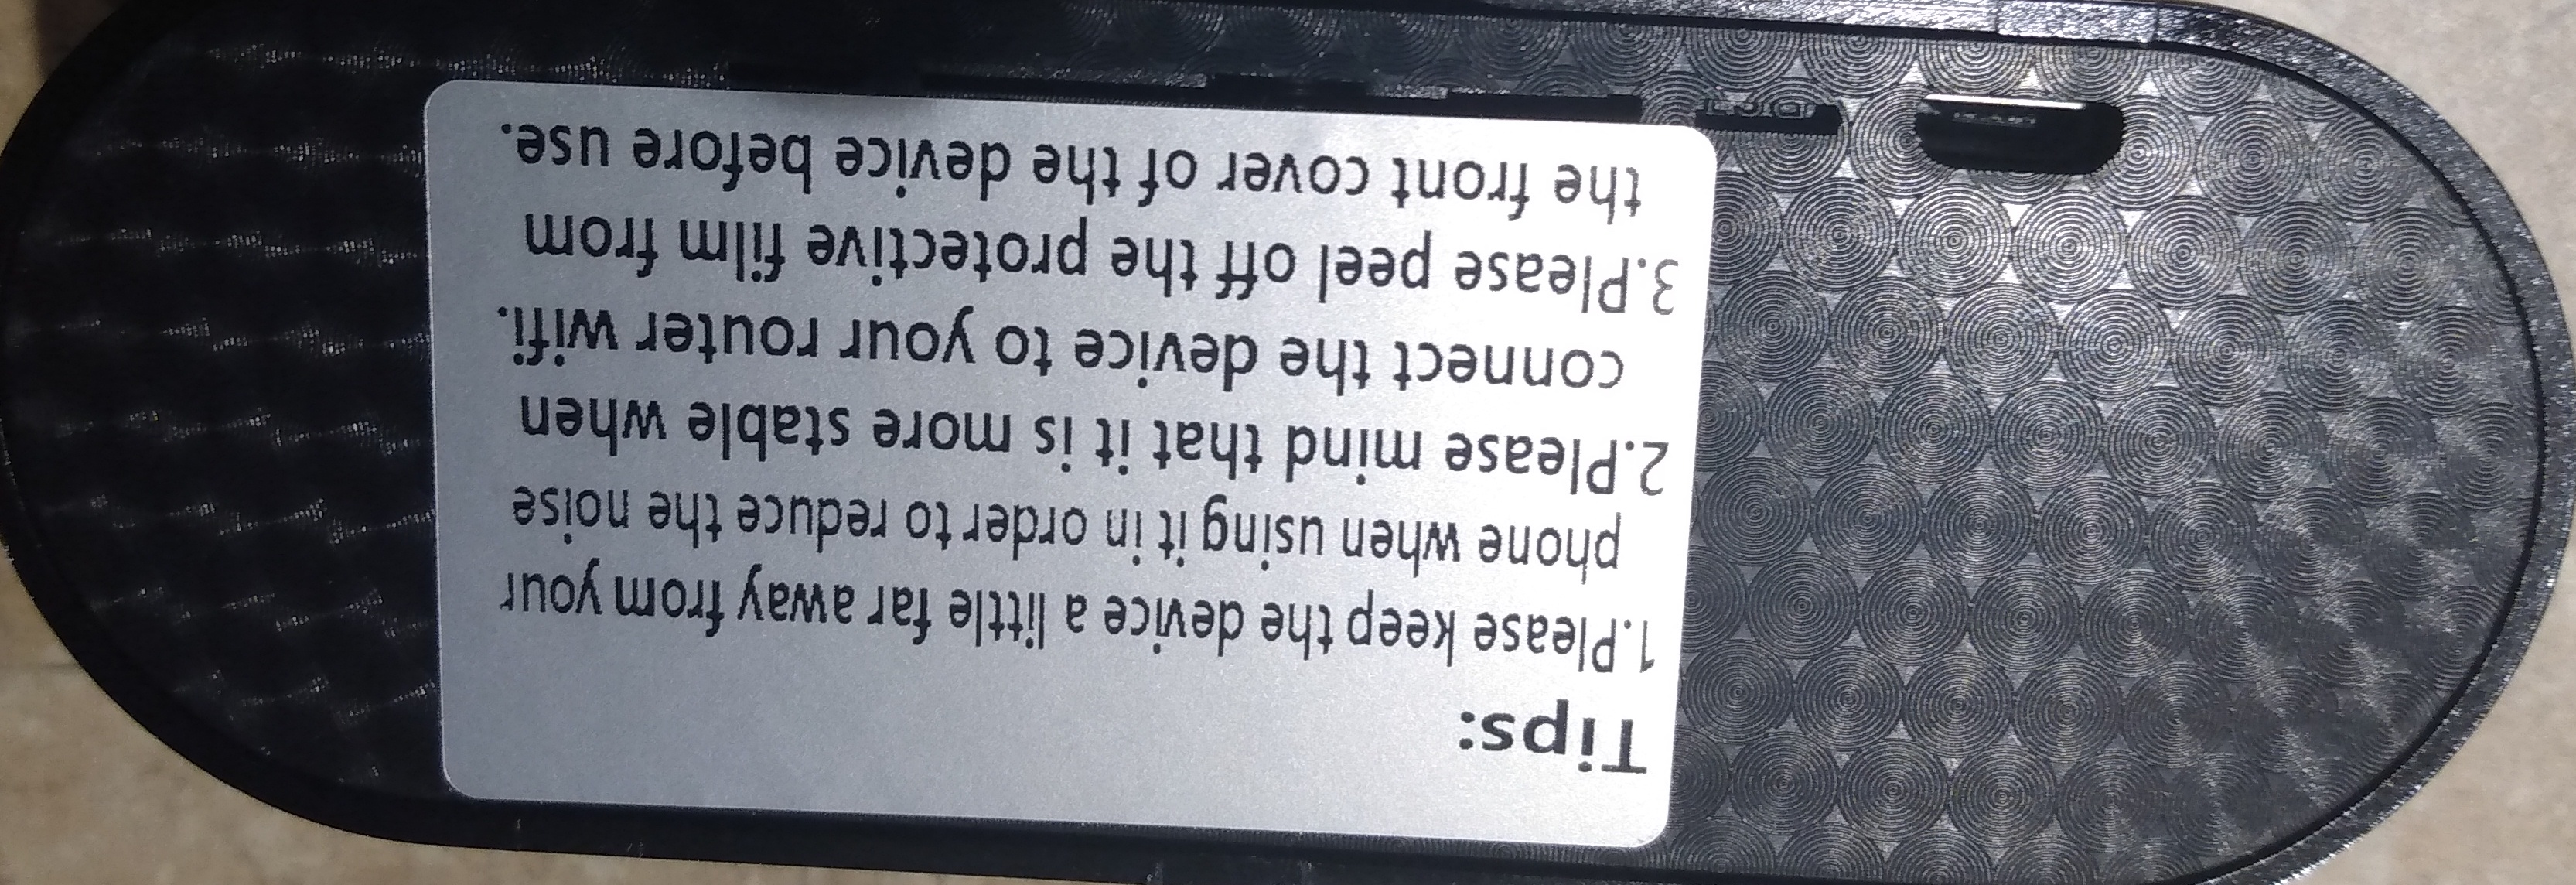 Tips:
1.Please keep the device a little far away from your
phone when using it in order to reduce the noise
2.Please mind that it is more stable when
connect the device to your router wifi.
3.Please peel off the protective film from
the front cover of the device before use.